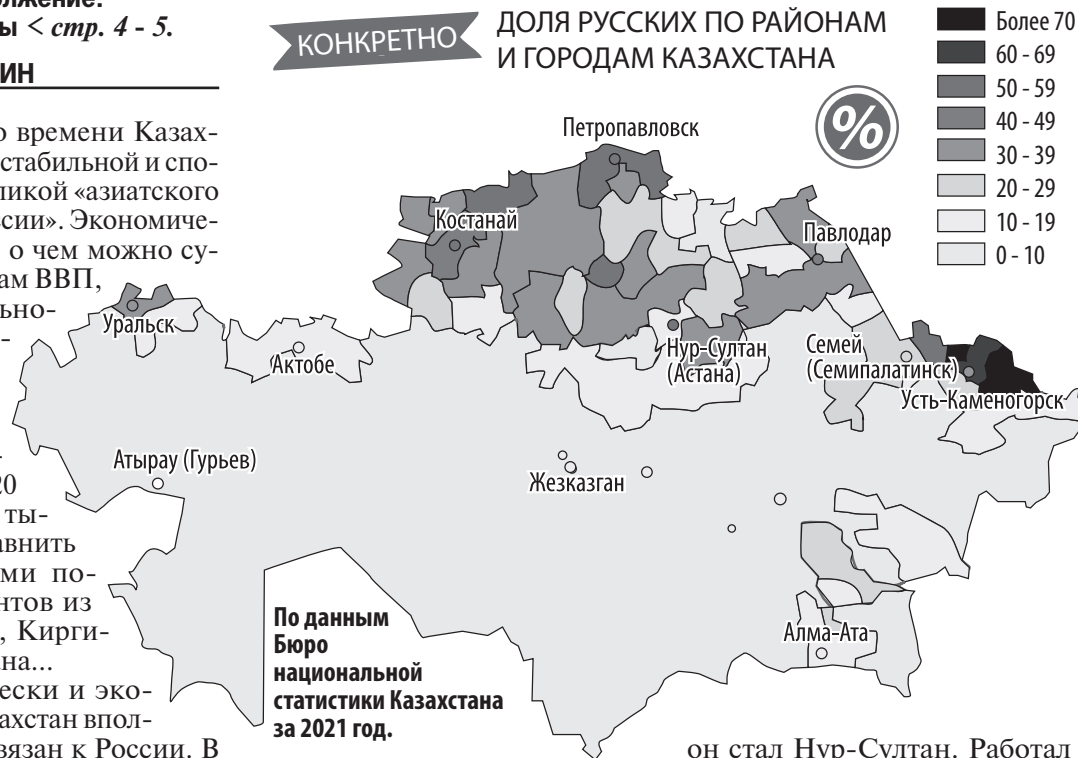 олжение.
ы < стр. 4 - 5.
ИН
о времени Казах-
стабильной и спо-
ликой «азиатского
ссии». Экономиче-
о чем можно су-
ам ВВП,
ьно-
-
-
20
ты-
авнить
ми по-
нтов из
, Кирги-
на...
ески и эко-
ахстан впол-
вязан к России. В
КОНКРЕТНО
ДОЛЯ РУССКИХ ПО РАЙОНАМ
И ГОРОДАМ КАЗАХСТАНА
%
Более 70
60 - 69
50 - 59
40 - 49
30 - 39
20 - 29
10 - 19
0 - 10
Петропавловск
Костанай
Павлодар
Уральск
Актобе
Нур-Султан
(Астана)
Семей
(Семипалатинск)
Усть-Каменогорск
Атырау (Гурьев)
Жезказган
Алма-Ата
По данным
Бюро
национальной
статистики Казахстана
за 2021 год.
он стал Нур-Султан. Работал